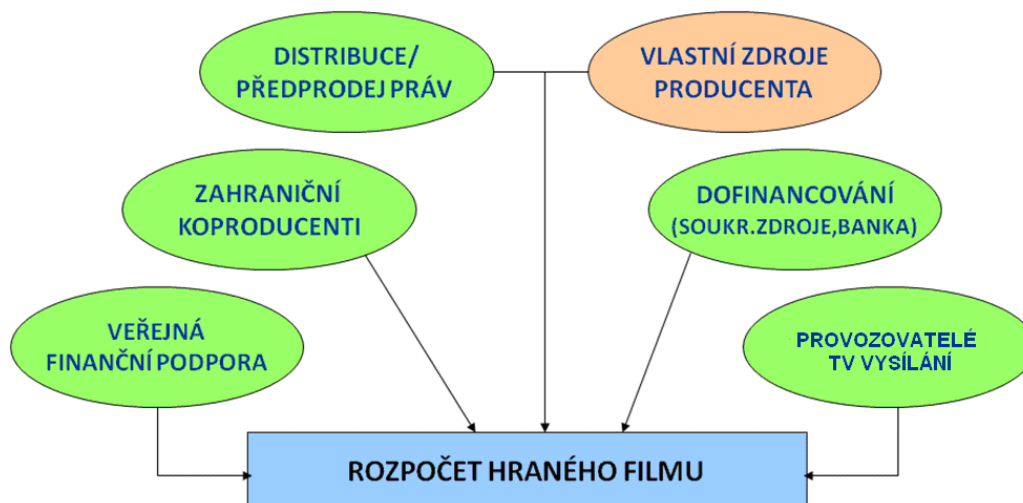 DISTRIBUCE/
PŘEDPRODEJ PRÁV
VLASTNÍ ZDROJE
PRODUCENTA
ZAHRANIČNÍ
KOPRODUCENTI
DOFINANCOVÁNÍ
(SOUKR.ZDROJE,BANKA)
VEŘEJNÁ
FINANČNÍ PODPORA
PROVOZOVATELÉ
TV VYSÍLÁNÍ
ROZPOČET HRANÉHO FILMU